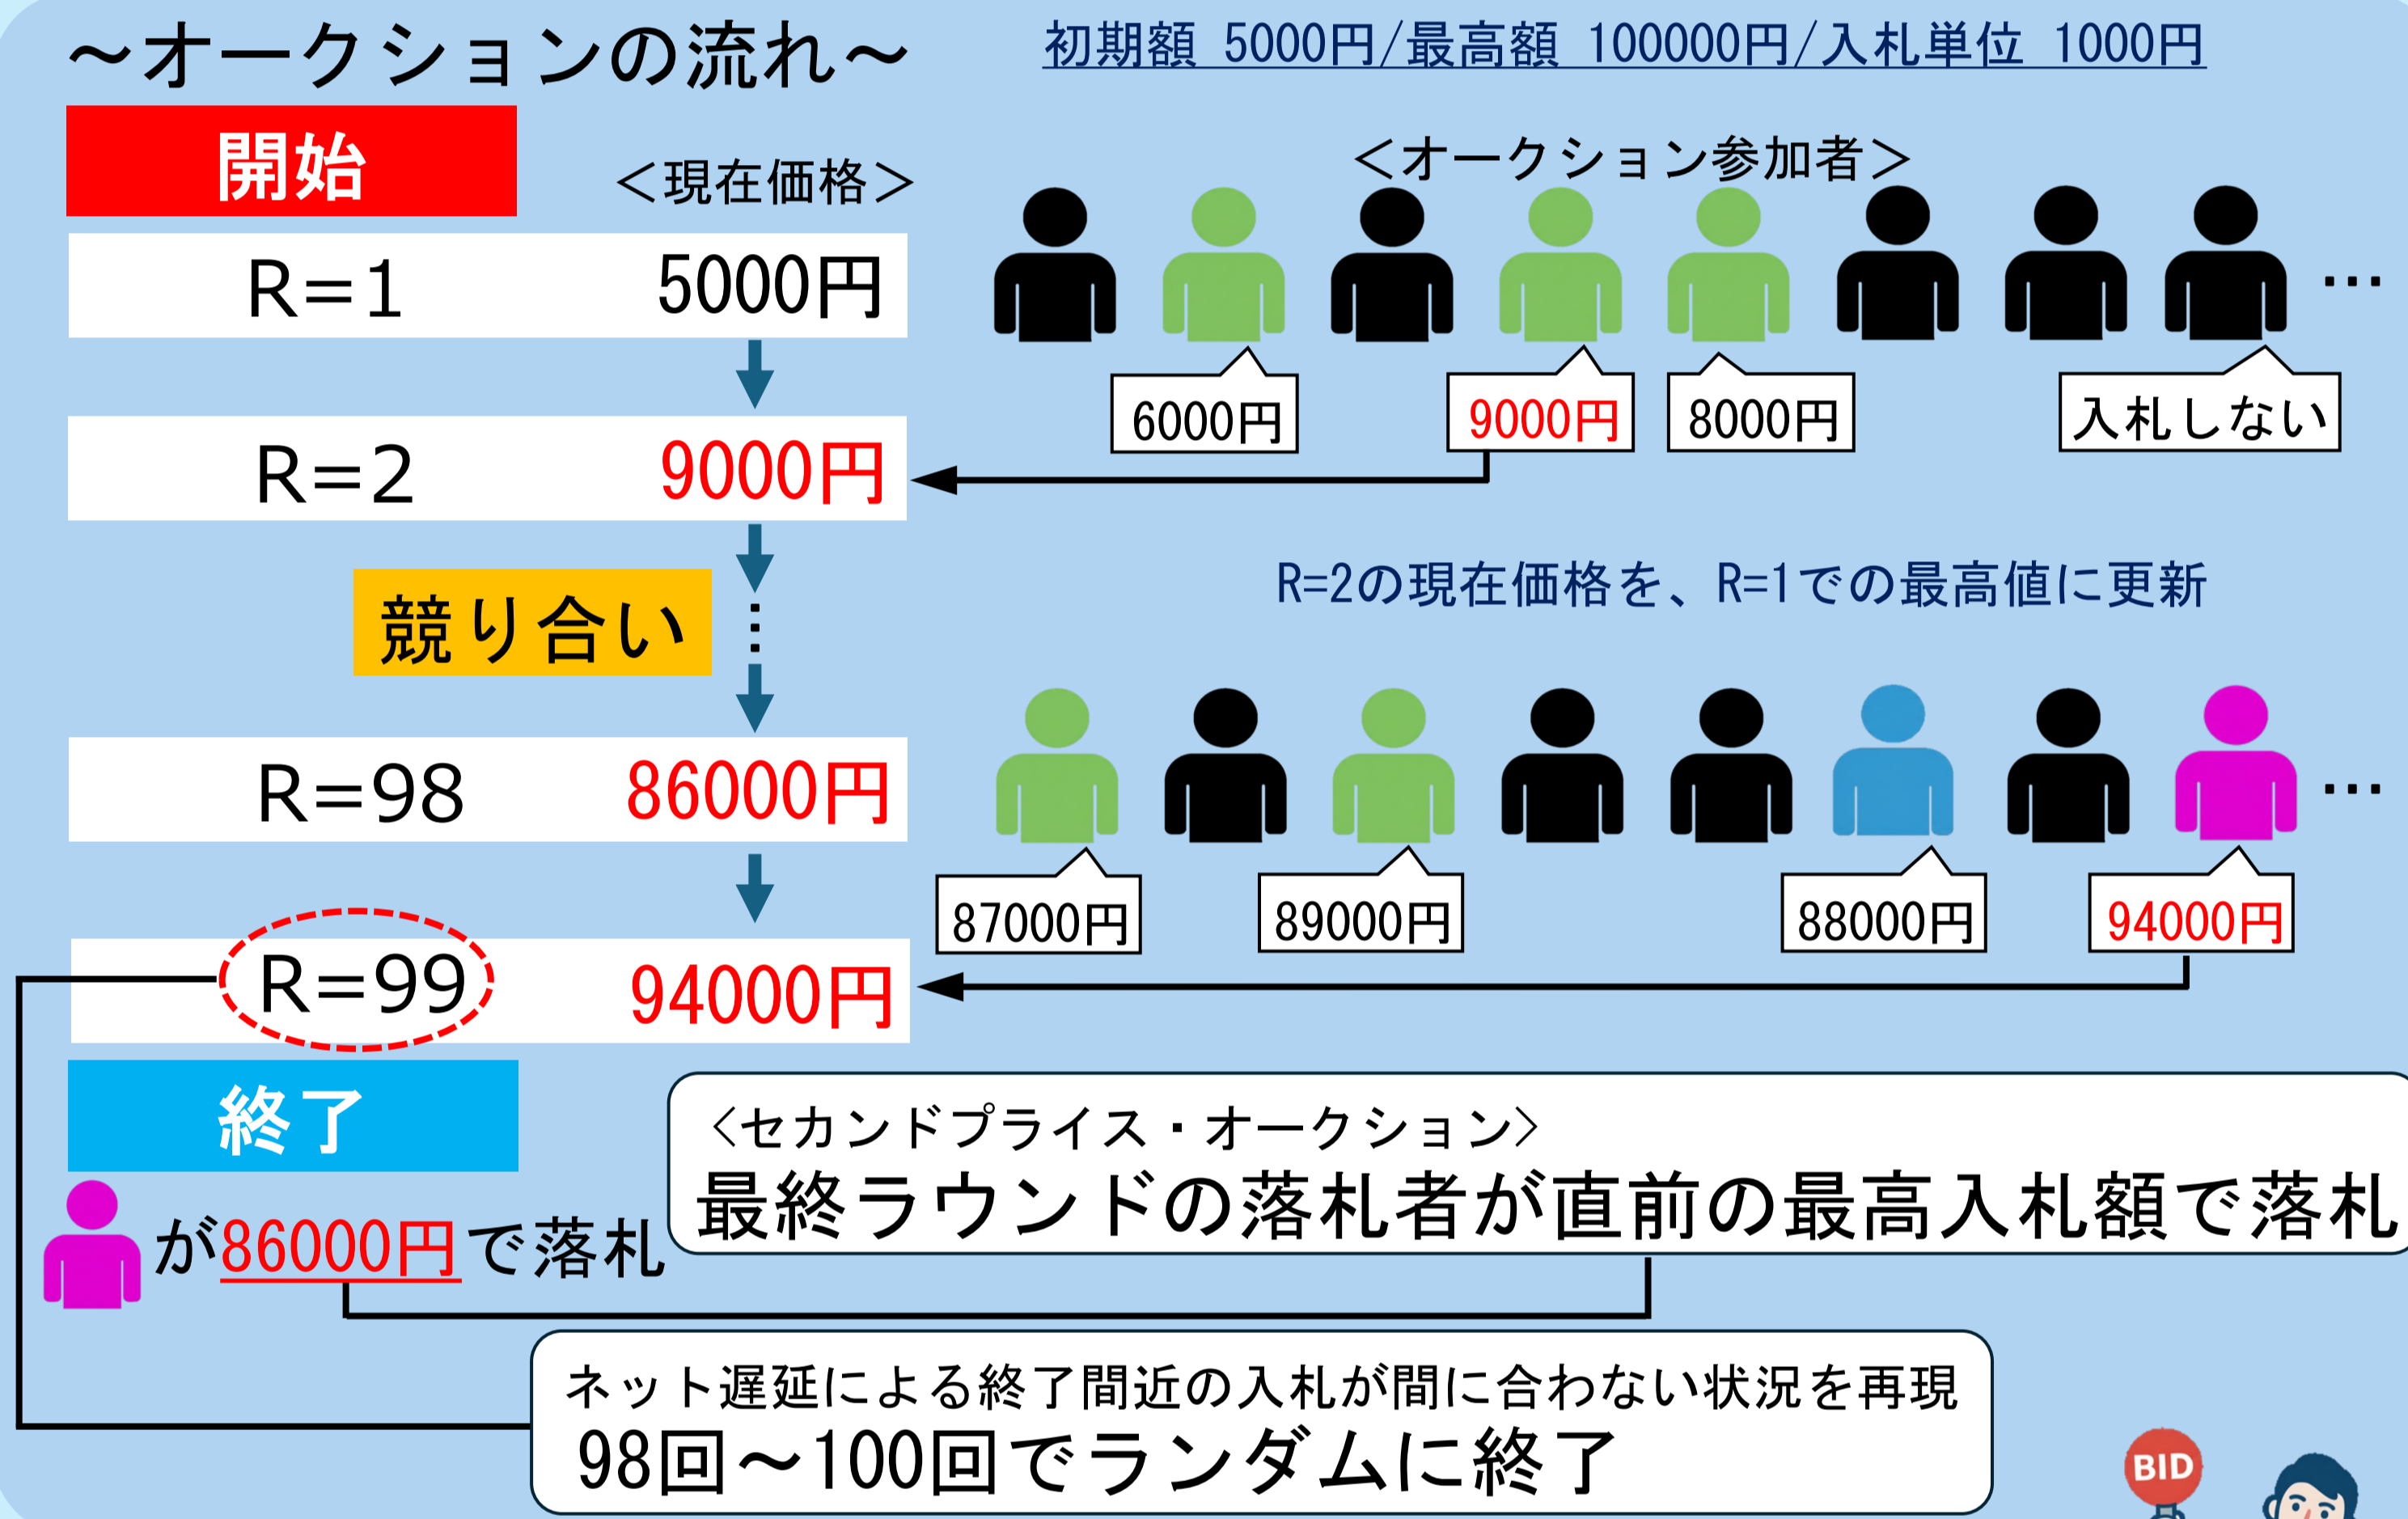 ～オークションの流れ～
初期額 5000円/最高額 100000円/入札単位 1000円
開始
＜現在価格＞
＜オークション参加者＞
R=1 5000円
…
6000円
9000円
8000円
入札しない
R=2 9000円
R=2の現在価格を、R=1での最高値に更新
競り合い
R=98 86000円
…
87000円
89000円
88000円
94000円
R=99 94000円
終了
が86000円で落札
<セカンドプライス・オークション>
最終ラウンドの落札者が直前の最高入札額で落札
ネット遅延による終了間近の入札が間に合わない状況を再現
98回～100回でランダムに終了
BID